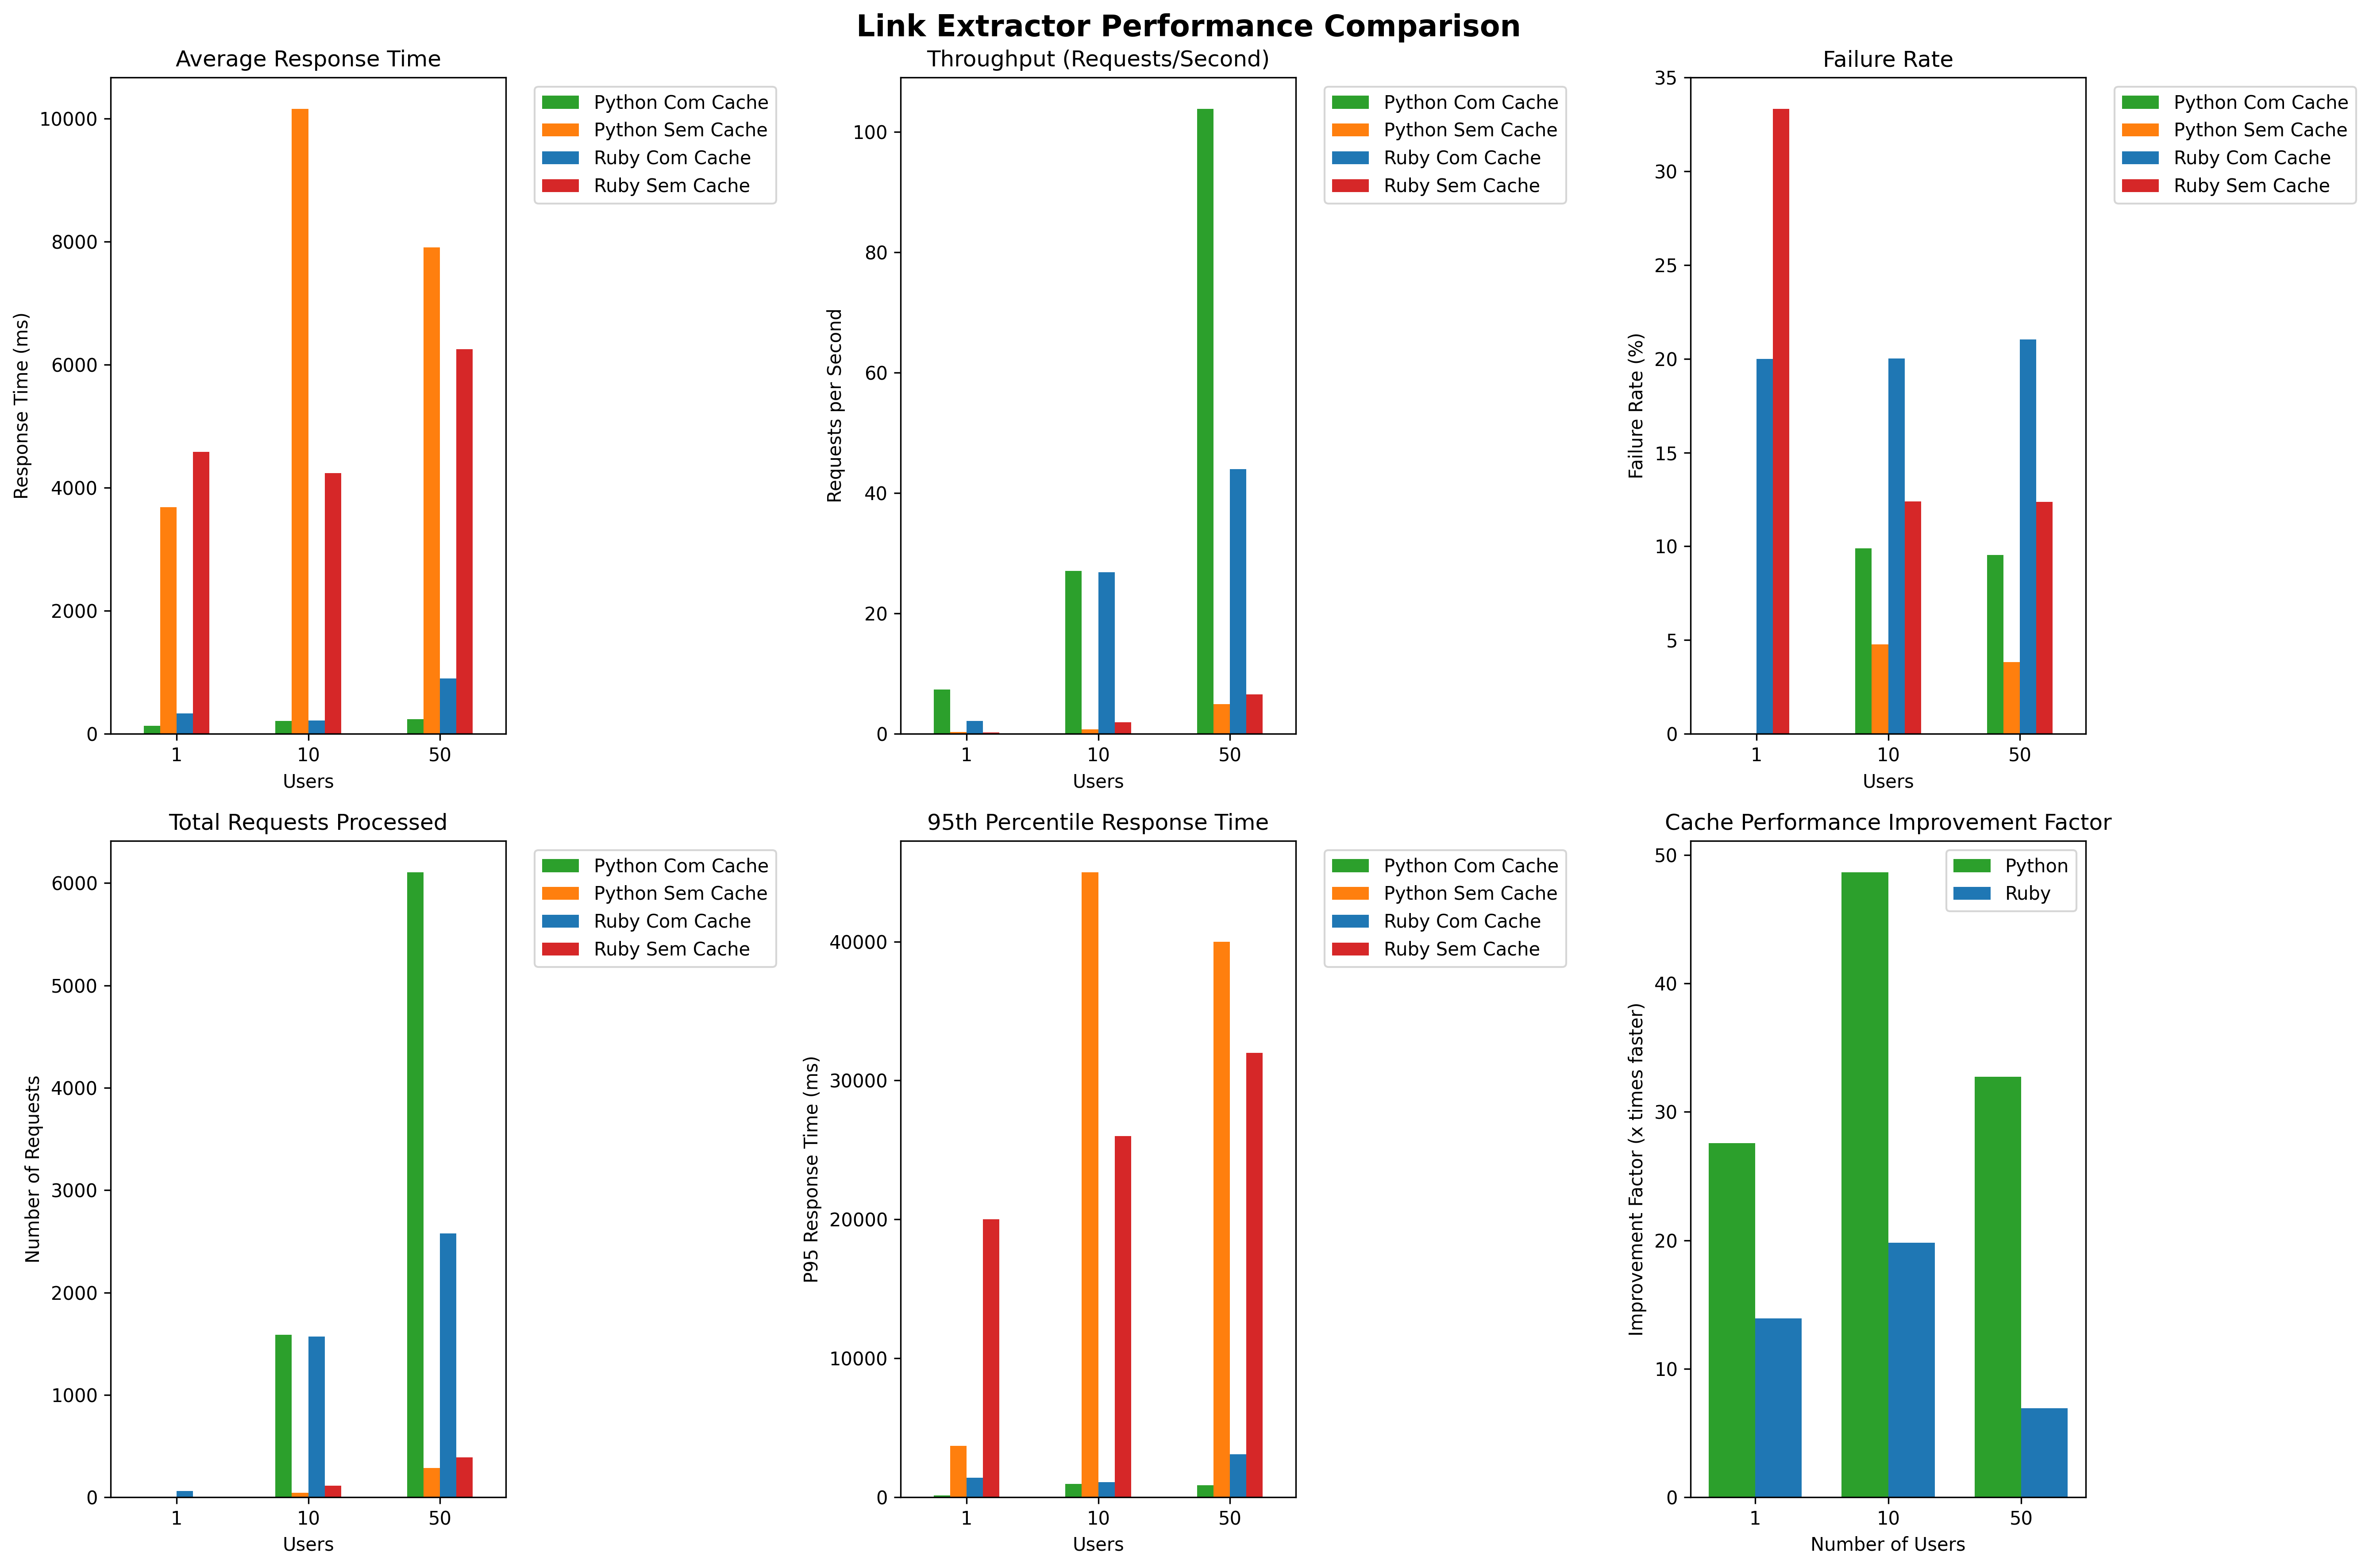 Link Extractor Performance Comparison
Average Response Time
Response Time (ms)
10000
8000
6000
4000
2000
0
1
10
50
Users
Python Com Cache
Python Sem Cache
Ruby Com Cache
Ruby Sem Cache
Throughput (Requests/Second)
Requests per Second
100
80
60
40
20
0
1
10
50
Users
Python Com Cache
Python Sem Cache
Ruby Com Cache
Ruby Sem Cache
Failure Rate
Failure Rate (%)
35
30
25
20
15
10
5
0
1
10
50
Users
Python Com Cache
Python Sem Cache
Ruby Com Cache
Ruby Sem Cache
Total Requests Processed
Number of Requests
6000
5000
4000
3000
2000
1000
0
1
10
50
Users
Python Com Cache
Python Sem Cache
Ruby Com Cache
Ruby Sem Cache
95th Percentile Response Time
P95 Response Time (ms)
40000
30000
20000
10000
0
1
10
50
Users
Python Com Cache
Python Sem Cache
Ruby Com Cache
Ruby Sem Cache
Cache Performance Improvement Factor
Improvement Factor (x times faster)
50
40
30
20
10
0
1
10
50
Number of Users
Python
Ruby